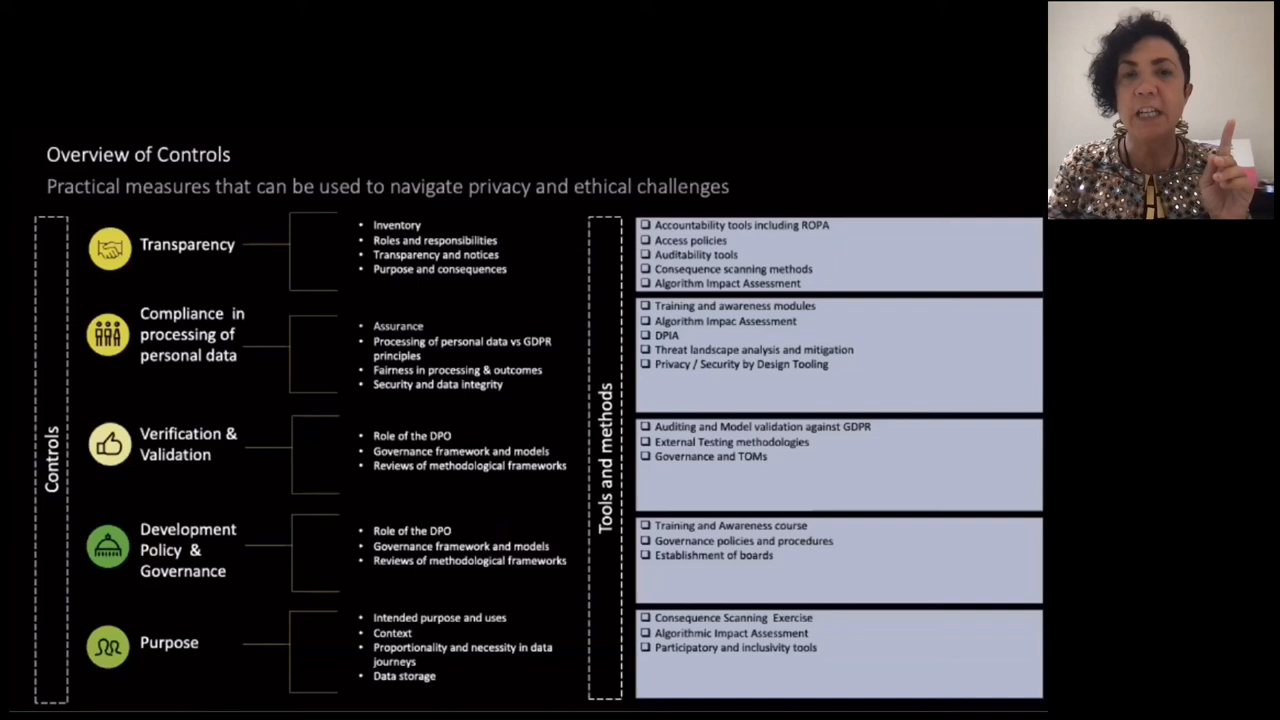 Overview of Controls
Practical measures that can be used to navigate privacy and ethical challenges
Controls
Transparency
• Inventory
• Roles and responsibilities
• Transparency and notices
• Purpose and consequences
Compliance in
processing of
personal data
• Assurance
• Processing of personal data vs GDPR
principles
• Fairness in processing & outcomes
• Security and data integrity
Verification &
Validation
• Role of the DPO
• Governance framework and models
• Reviews of methodological frameworks
Development
Policy &
Governance
• Role of the DPO
• Governance framework and models
• Reviews of methodological frameworks
Purpose
• Intended purpose and uses
• Context
• Proportionality and necessity in data
journeys
• Data storage
Tools and methods
❑ Accountability tools including ROPA
❑ Access policies
❑ Auditability tools
❑ Consequence scanning methods
❑ Algorithm Impact Assessment
❑ Training and awareness modules
❑ Algorithm Impac Assessment
❑ DPIA
❑ Threat landscape analysis and mitigation
❑ Privacy / Security by Design Tooling
❑ Auditing and Model validation against GDPR
❑ External Testing methodologies
❑ Governance and TOMs
❑ Training and Awareness course
❑ Governance policies and procedures
❑ Establishment of boards
❑ Consequence Scanning Exercise
❑ Algorithmic Impact Assessment
❑ Participatory and inclusivity tools